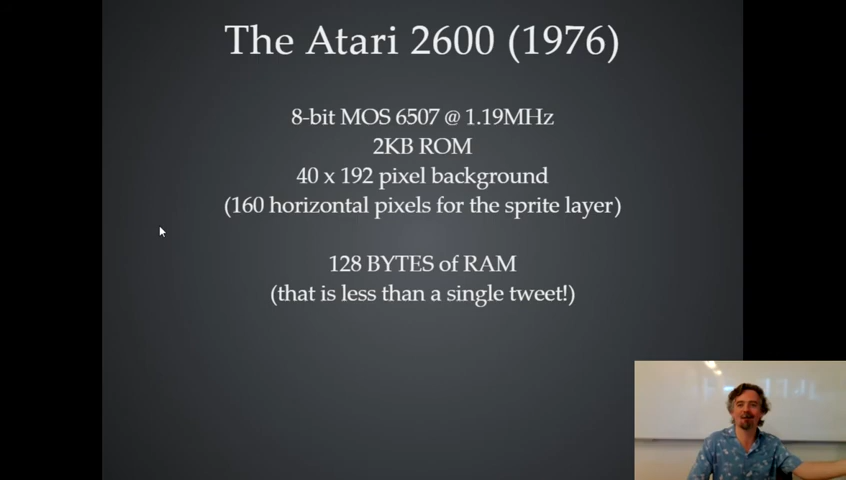 The Atari 2600 (1976)
8-bit MOS 6507 @ 1.19MHz
2KB ROM
40 x 192 pixel background
(160 horizontal pixels for the sprite layer)
128 BYTES of RAM
(that is less than a single tweet!)